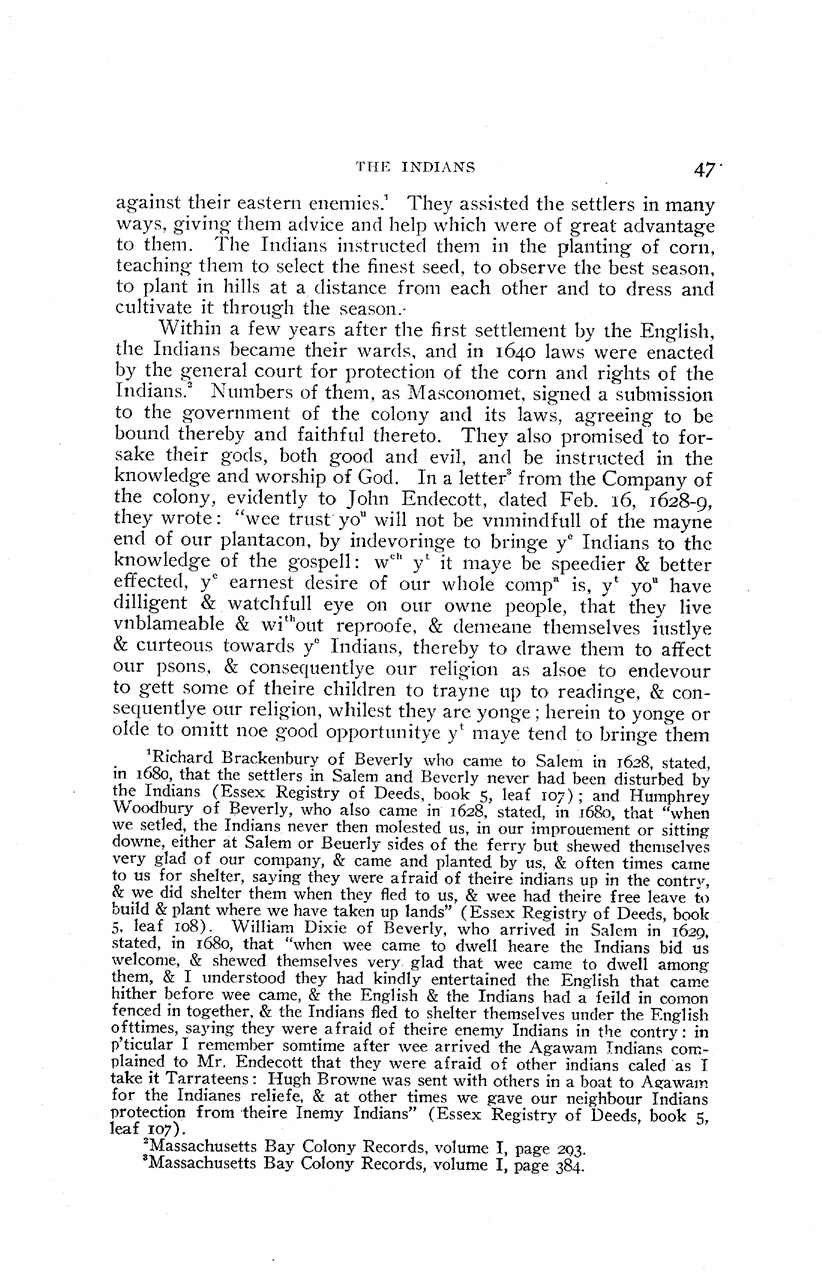 THE INDIANS 47
against their eastern enemies.¹ They assisted the settlers in many
ways, giving them advice and help which were of great advantage
to them. The Indians instructed them in the planting of corn,
teaching them to select the finest seed, to observe the best season,
to plant in hills at a distance from each other and to dress and
cultivate it through the season.
Within a few years after the first settlement by the English,
the Indians became their wards, and in 1640 laws were enacted
by the general court for protection of the corn and rights of the
Indians.² Numbers of them, as Masconomet, signed a submission
to the government of the colony and its laws, agreeing to be
bound thereby and faithful thereto. They also promised to for-
sake their gods, both good and evil, and be instructed in the
knowledge and worship of God. In a letter³ from the Company of
the colony, evidently to John Endecott, dated Feb. 16, 1628-9,
they wrote: "wee trust yoᵘ will not be vnmindfull of the mayne
end of our plantacon, by indevoringe to bringe yᵉ Indians to the
knowledge of the gospell: wᶜʰ yᵗ it maye be speedier & better
effected, yᵉ earnest desire of our whole compᵃ is, yᵗ yoᵘ have
dilligent & watchfull eye on our owne people, that they live
vnblameable & wiᵗʰout reproofe, & demeane themselves iustlye
& curteous towards yᵉ Indians, thereby to drawe them to affect
our psons, & consequentlye our religion as alsoe to endevour
to gett some of theire children to trayne up to readinge, & con-
sequentlye our religion, whilest they are yonge; herein to yonge or
olde to omitt noe good opportunitye yᵗ maye tend to bringe them
¹Richard Brackenbury of Beverly who came to Salem in 1628, stated,
in 1680, that the settlers in Salem and Beverly never had been disturbed by
the Indians (Essex Registry of Deeds, book 5, leaf 107); and Humphrey
Woodbury of Beverly, who also came in 1628, stated, in 1680, that "when
we setled, the Indians never then molested us, in our improuement or sitting
downe, either at Salem or Beuerly sides of the ferry but shewed themselves
very glad of our company, & came and planted by us, & often times came
to us for shelter, saying they were afraid of theire indians up in the contry,
& we did shelter them when they fled to us, & wee had theire free leave to
build & plant where we have taken up lands" (Essex Registry of Deeds, book
5, leaf 108). William Dixie of Beverly, who arrived in Salem in 1629,
stated, in 1680, that "when wee came to dwell heare the Indians bid us
welcome, & shewed themselves very glad that wee came to dwell among
them, & I understood they had kindly entertained the English that came
hither before wee came, & the English & the Indians had a feild in comon
fenced in together, & the Indians fled to shelter themselves under the English
ofttimes, saying they were afraid of theire enemy Indians in the contry: in
p'ticular I remember somtime after wee arrived the Agawam Indians com-
plained to Mr. Endecott that they were afraid of other indians caled as I
take it Tarrateens: Hugh Browne was sent with others in a boat to Agawam
for the Indianes reliefe, & at other times we gave our neighbour Indians
protection from theire Inemy Indians" (Essex Registry of Deeds, book 5,
leaf 107).
²Massachusetts Bay Colony Records, volume I, page 293.
³Massachusetts Bay Colony Records, volume I, page 384.